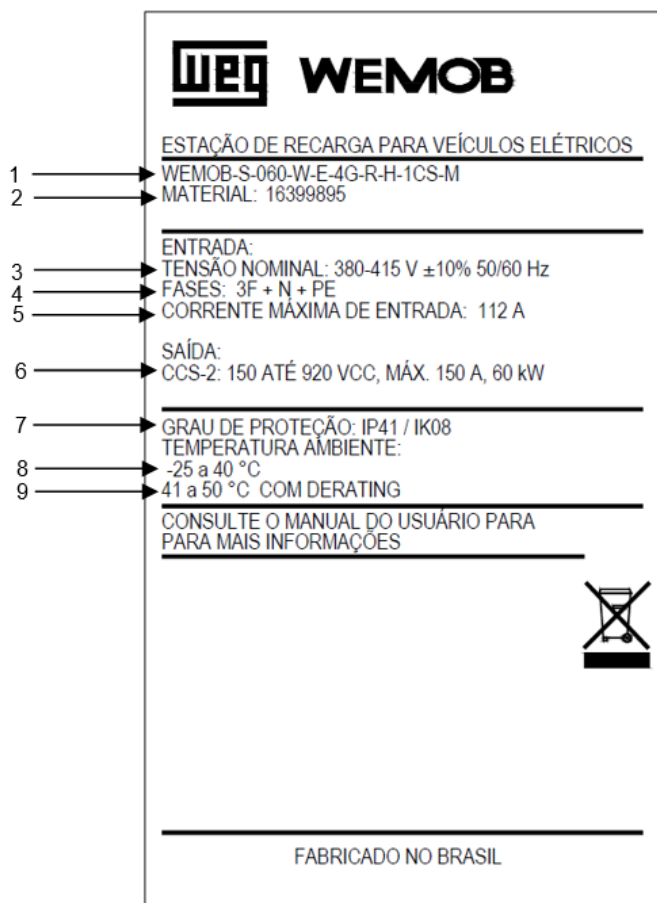 weg WEMOB
ESTAÇÃO DE RECARGA PARA VEÍCULOS ELÉTRICOS
1 WEMOB-S-060-W-E-4G-R-H-1CS-M
2 MATERIAL: 16399895
ENTRADA:
3 TENSÃO NOMINAL: 380-415 V ±10% 50/60 Hz
4 FASES: 3F + N + PE
5 CORRENTE MÁXIMA DE ENTRADA: 112 A
SAÍDA:
6 CCS-2: 150 ATÉ 920 VCC, MÁX. 150 A, 60 kW
7 GRAU DE PROTEÇÃO: IP41 / IK08
TEMPERATURA AMBIENTE:
8 -25 a 40 °C
9 41 a 50 °C COM DERATING
CONSULTE O MANUAL DO USUÁRIO PARA
PARA MAIS INFORMAÇÕES
FABRICADO NO BRASIL